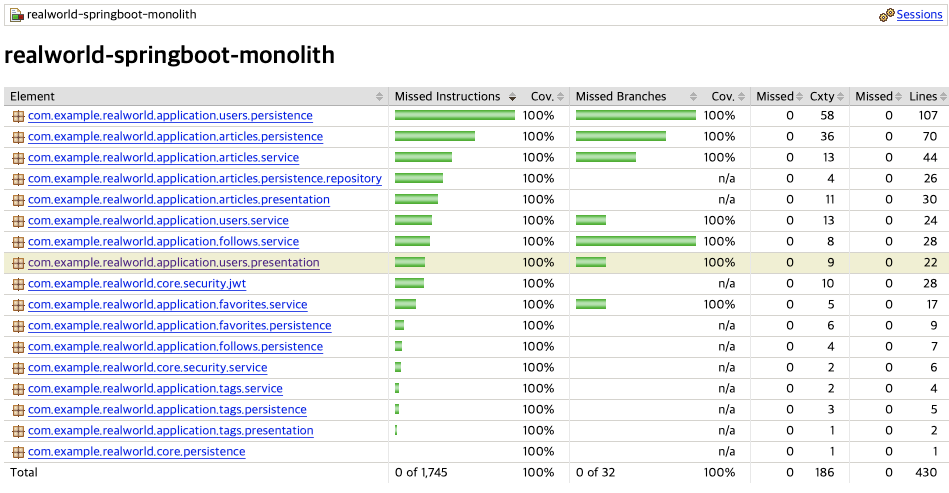 realworld-springboot-monolith Sessions
realworld-springboot-monolith
Element Missed Instructions Cov. Missed Branches Cov. Missed Cxty Missed Lines
com.example.realworld.application.users.persistence 100% 100% 0 58 0 107
com.example.realworld.application.articles.persistence 100% 100% 0 36 0 70
com.example.realworld.application.articles.service 100% 100% 0 13 0 44
com.example.realworld.application.articles.persistence.repository 100% n/a 0 4 0 26
com.example.realworld.application.articles.presentation 100% n/a 0 11 0 30
com.example.realworld.application.users.service 100% 100% 0 13 0 24
com.example.realworld.application.follows.service 100% 100% 0 8 0 28
com.example.realworld.application.users.presentation 100% 100% 0 9 0 22
com.example.realworld.core.security.jwt 100% n/a 0 10 0 28
com.example.realworld.application.favorites.service 100% 100% 0 5 0 17
com.example.realworld.application.favorites.persistence 100% n/a 0 6 0 9
com.example.realworld.application.follows.persistence 100% n/a 0 4 0 7
com.example.realworld.core.security.service 100% n/a 0 2 0 6
com.example.realworld.application.tags.service 100% n/a 0 2 0 4
com.example.realworld.application.tags.persistence 100% n/a 0 3 0 5
com.example.realworld.application.tags.presentation 100% n/a 0 1 0 2
com.example.realworld.core.persistence 100% n/a 0 1 0 1
Total 0 of 1,745 100% 0 of 32 100% 0 186 0 430